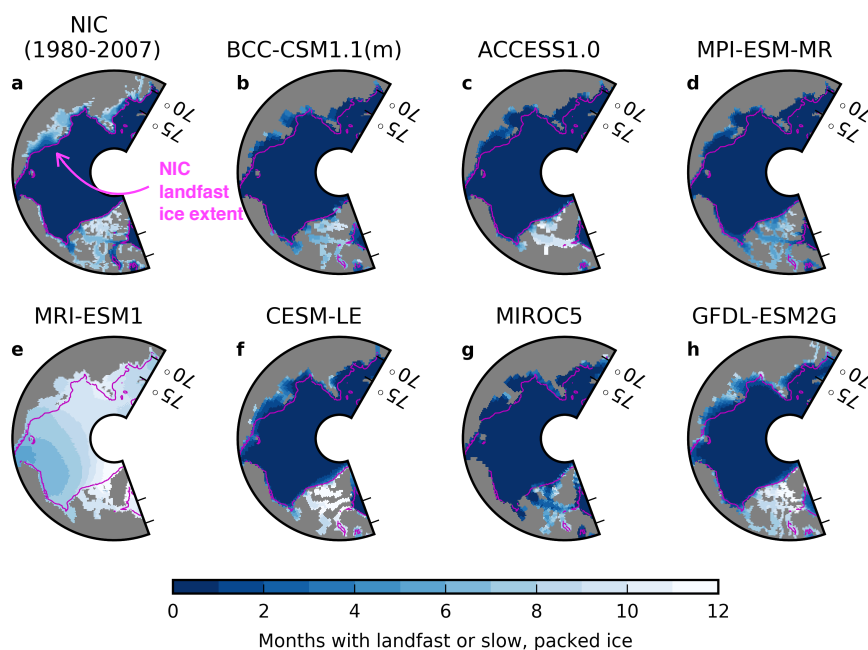 NIC
(1980-2007)
BCC-CSM1.1(m)
ACCESS1.0
MPI-ESM-MR
a
b
c
d
70
75
°
°
70
75
°
°
70
75
°
°
70
75
°
°
NIC
landfast
ice extent
MRI-ESM1
CESM-LE
MIROC5
GFDL-ESM2G
e
f
g
h
70
75
°
°
70
75
°
°
70
75
°
°
70
75
°
°
0 2 4 6 8 10 12
Months with landfast or slow, packed ice